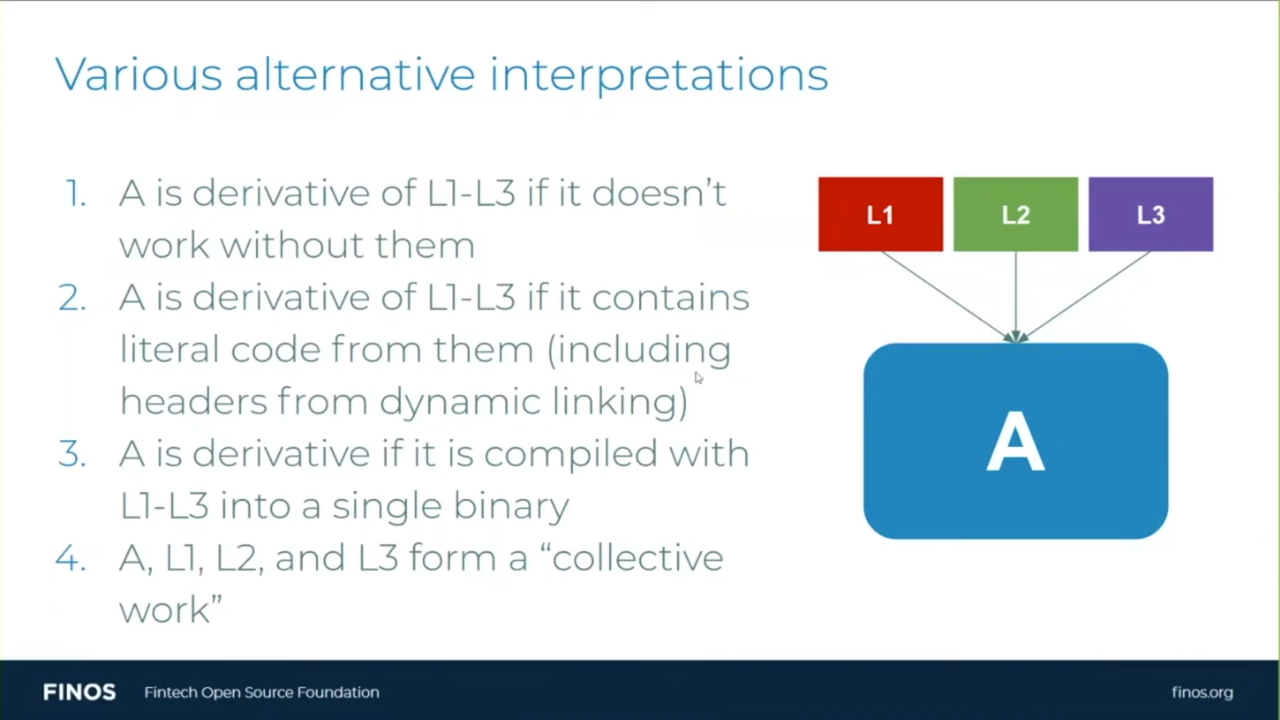 Various alternative interpretations
1. A is derivative of L1-L3 if it doesn’t
work without them
2. A is derivative of L1-L3 if it contains
literal code from them (including
headers from dynamic linking)
3. A is derivative if it is compiled with
L1-L3 into a single binary
4. A, L1, L2, and L3 form a “collective
work”
L1 L2 L3
A
FINOS Fintech Open Source Foundation finos.org